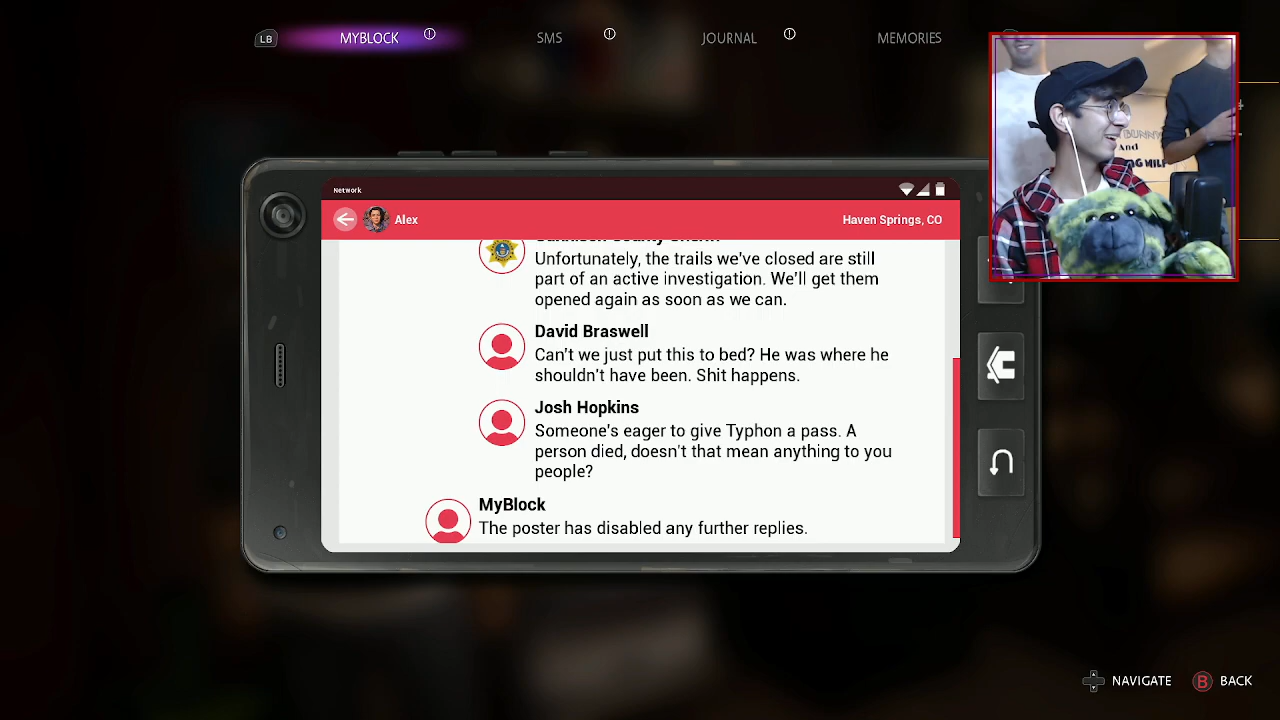 LB
MYBLOCK
SMS
JOURNAL
MEMORIES
Network
Alex
Haven Springs, CO
Unfortunately, the trails we've closed are still
part of an active investigation. We'll get them
opened again as soon as we can.
David Braswell
Can't we just put this to bed? He was where he
shouldn't have been. Shit happens.
Josh Hopkins
Someone's eager to give Typhon a pass. A
person died, doesn't that mean anything to you
people?
MyBlock
The poster has disabled any further replies.
And
NAVIGATE
B BACK